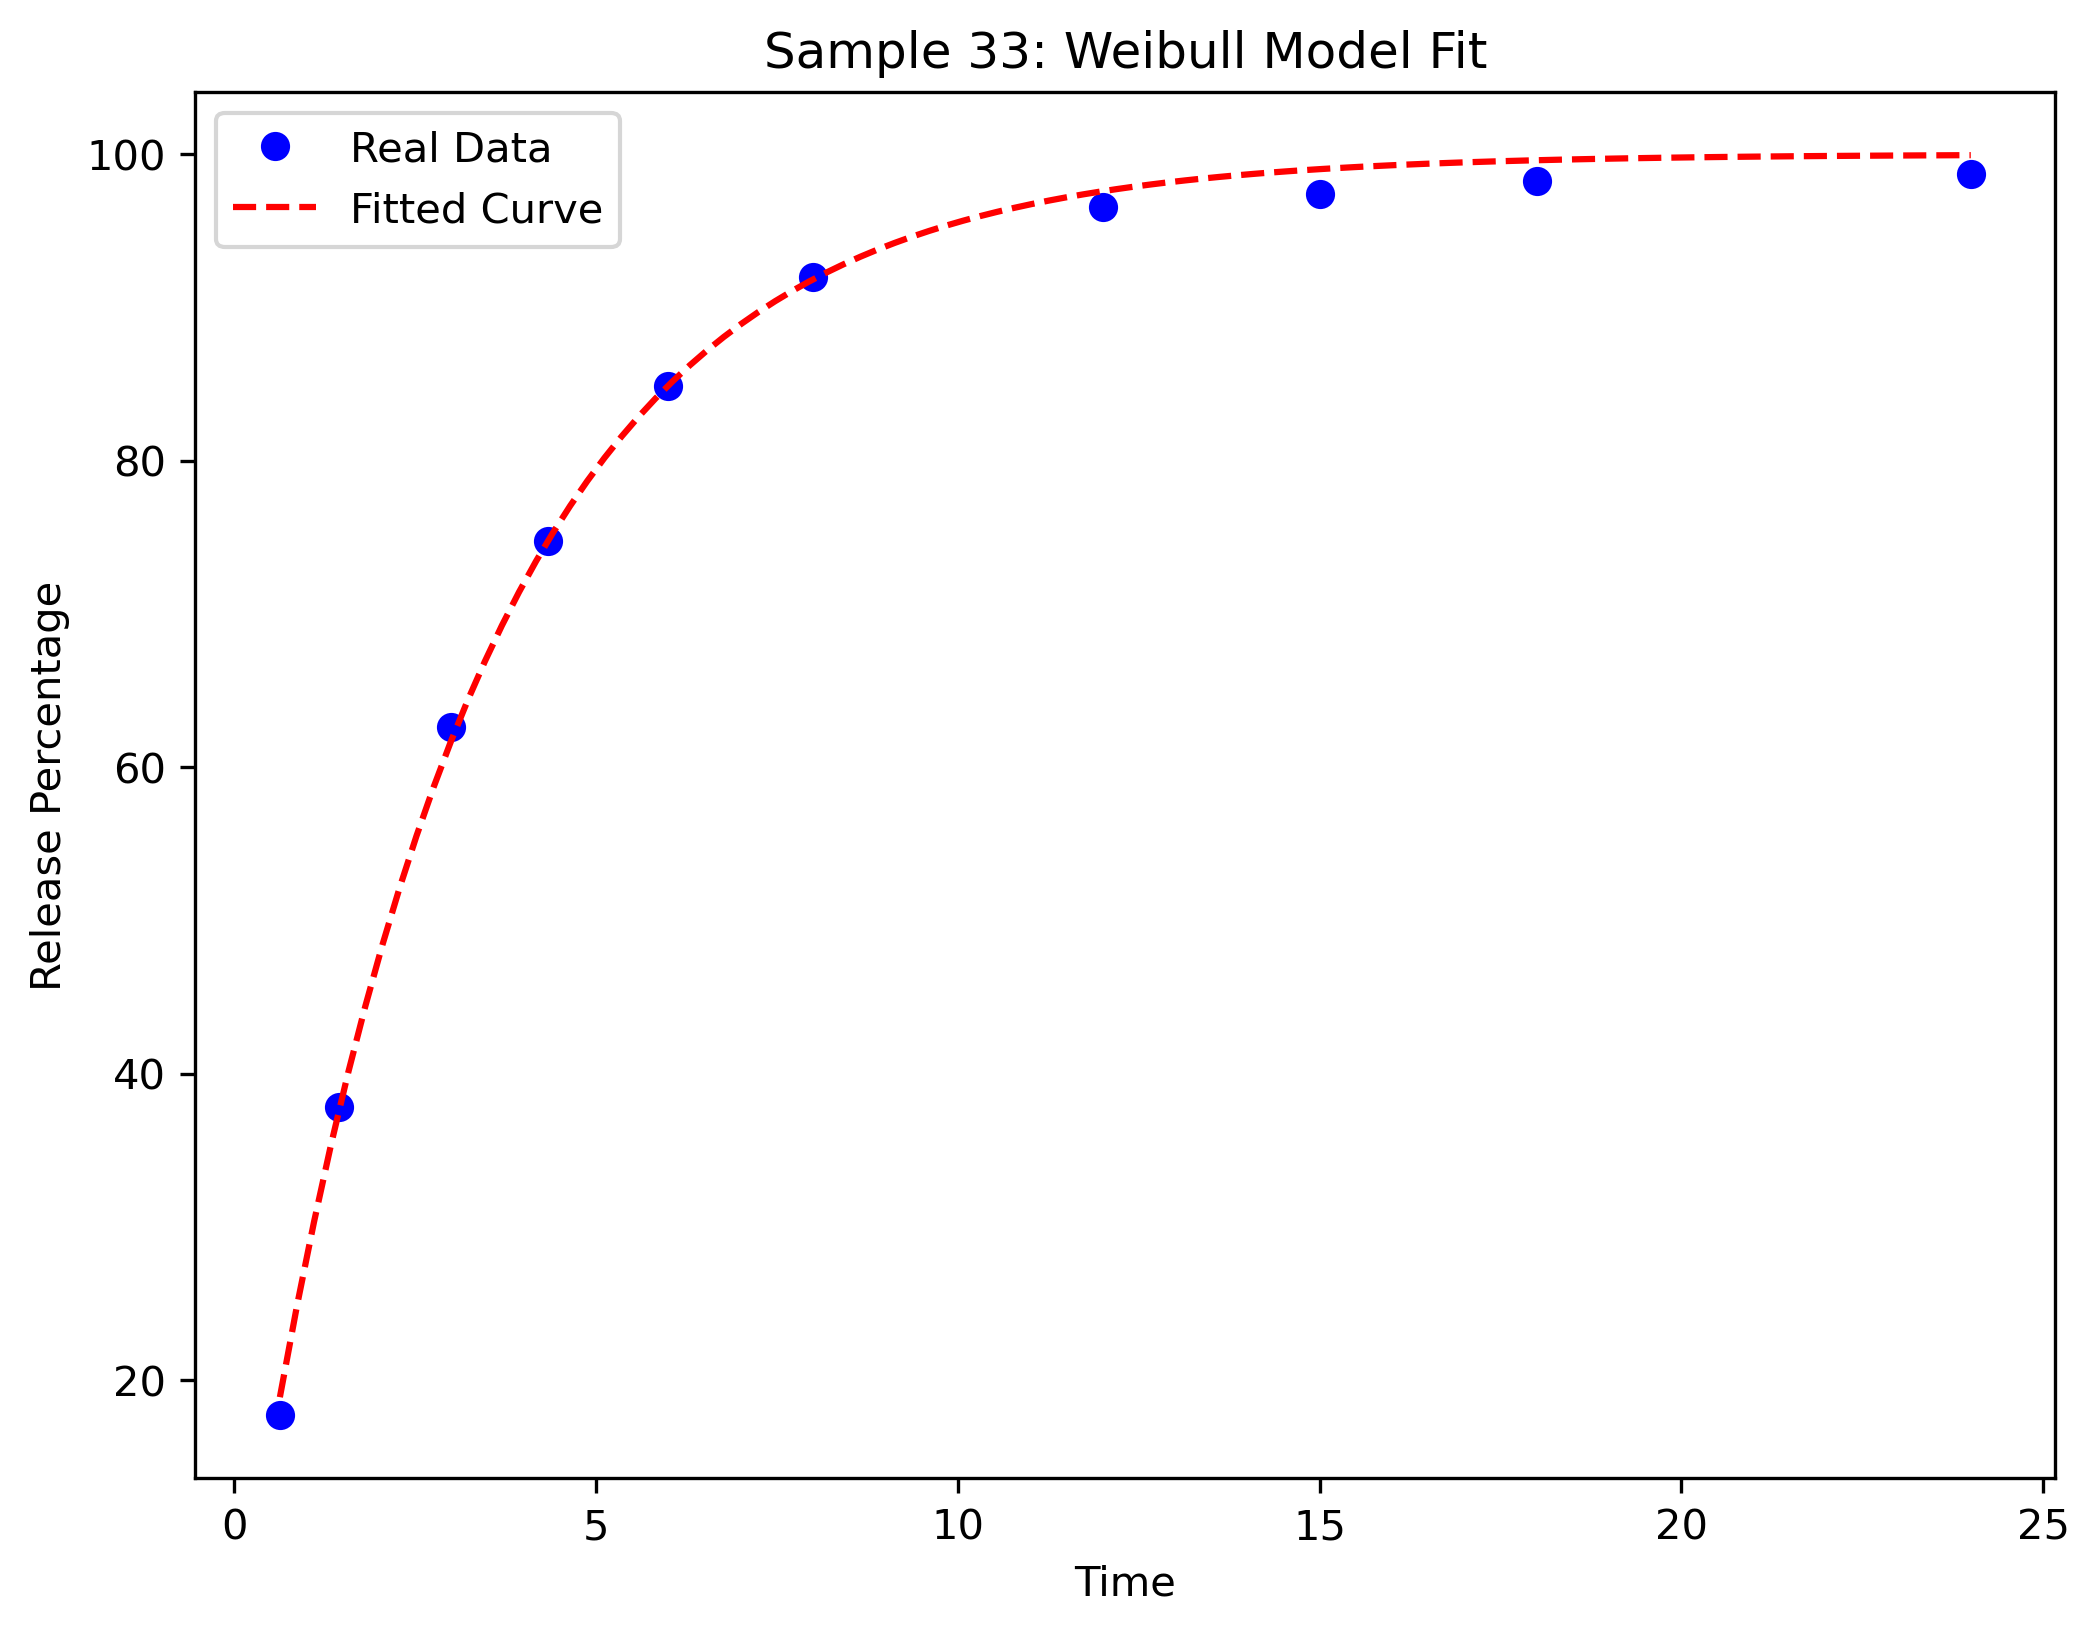 Sample 33: Weibull Model Fit
Real Data
Fitted Curve
Release Percentage
100
80
60
40
20
0 5 10 15 20 25
Time